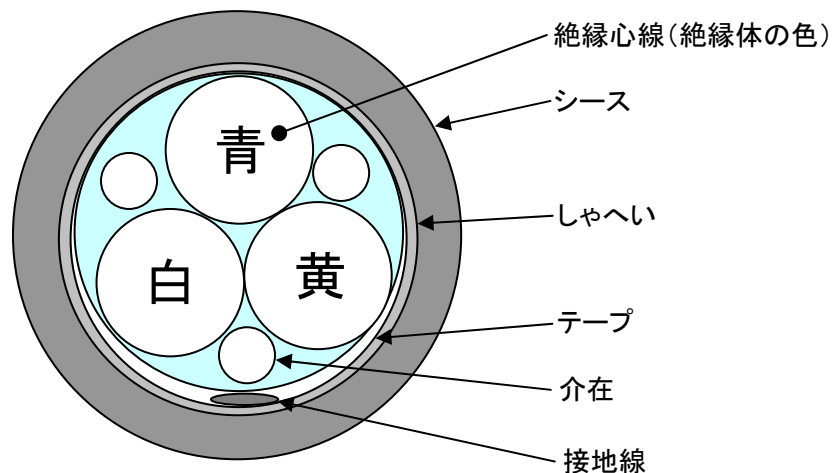 絶縁心線(絶縁体の色)
シース
青
しゃへい
白
黄
テープ
介在
接地線